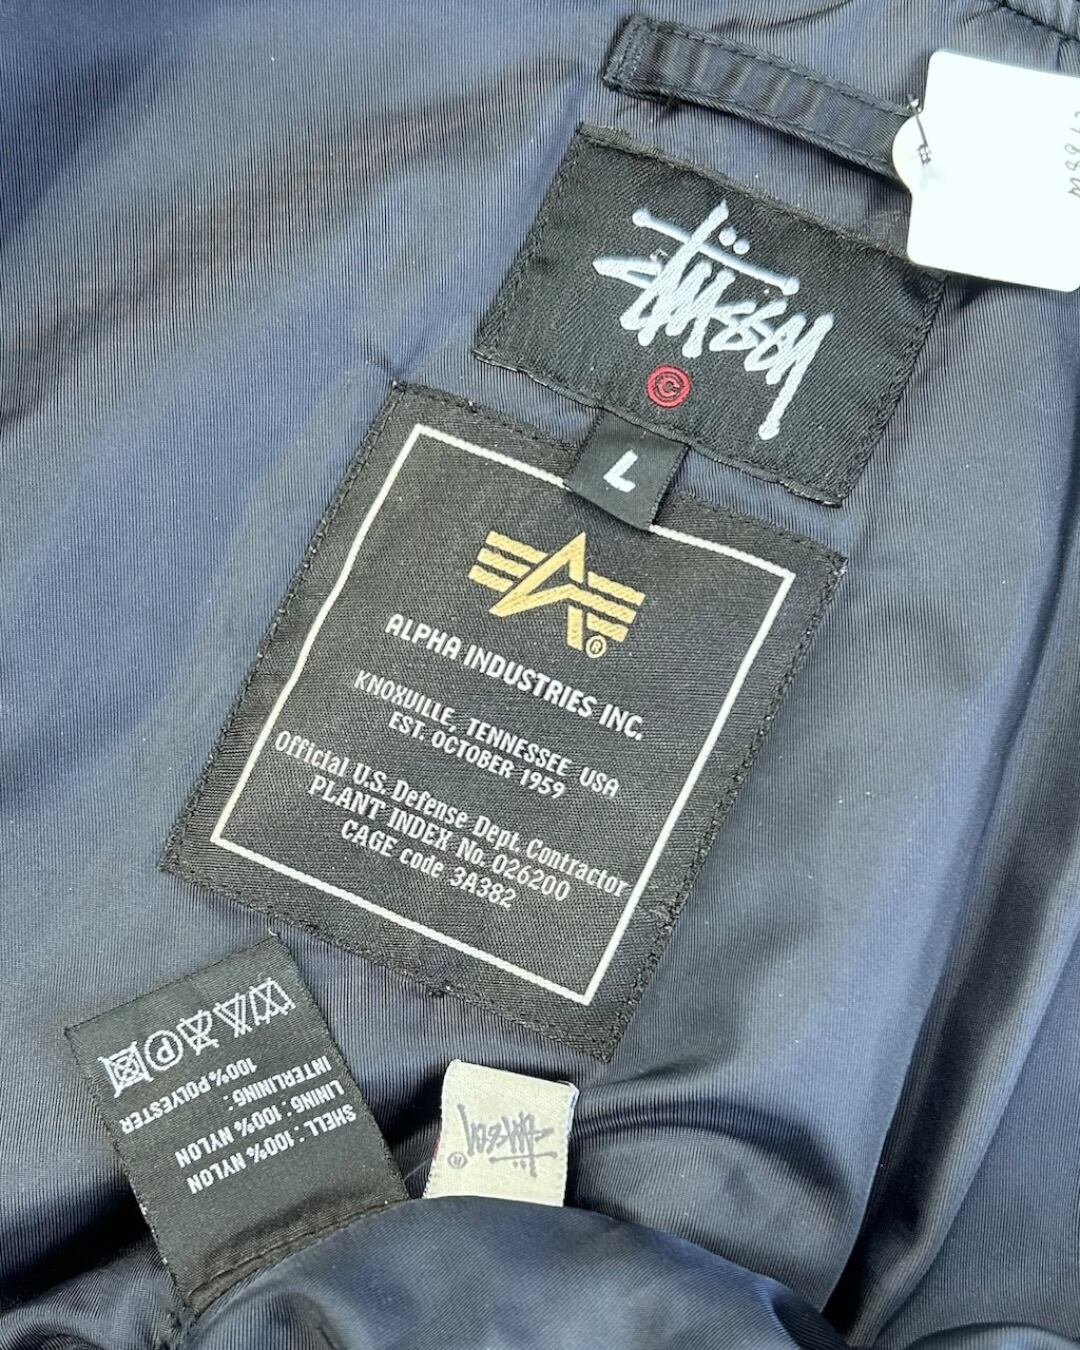 Stüssy
©
L
®
ALPHA INDUSTRIES INC.
KNOXVILLE, TENNESSEE USA
EST. OCTOBER 1959
Official U.S. Defense Dept. Contractor
PLANT INDEX No. 026200
CAGE code 3A382
SHELL : 100% NYLON
LINING : 100% NYLON
INTERLINING :
100%POLYESTER
P
A
Stüssy
®